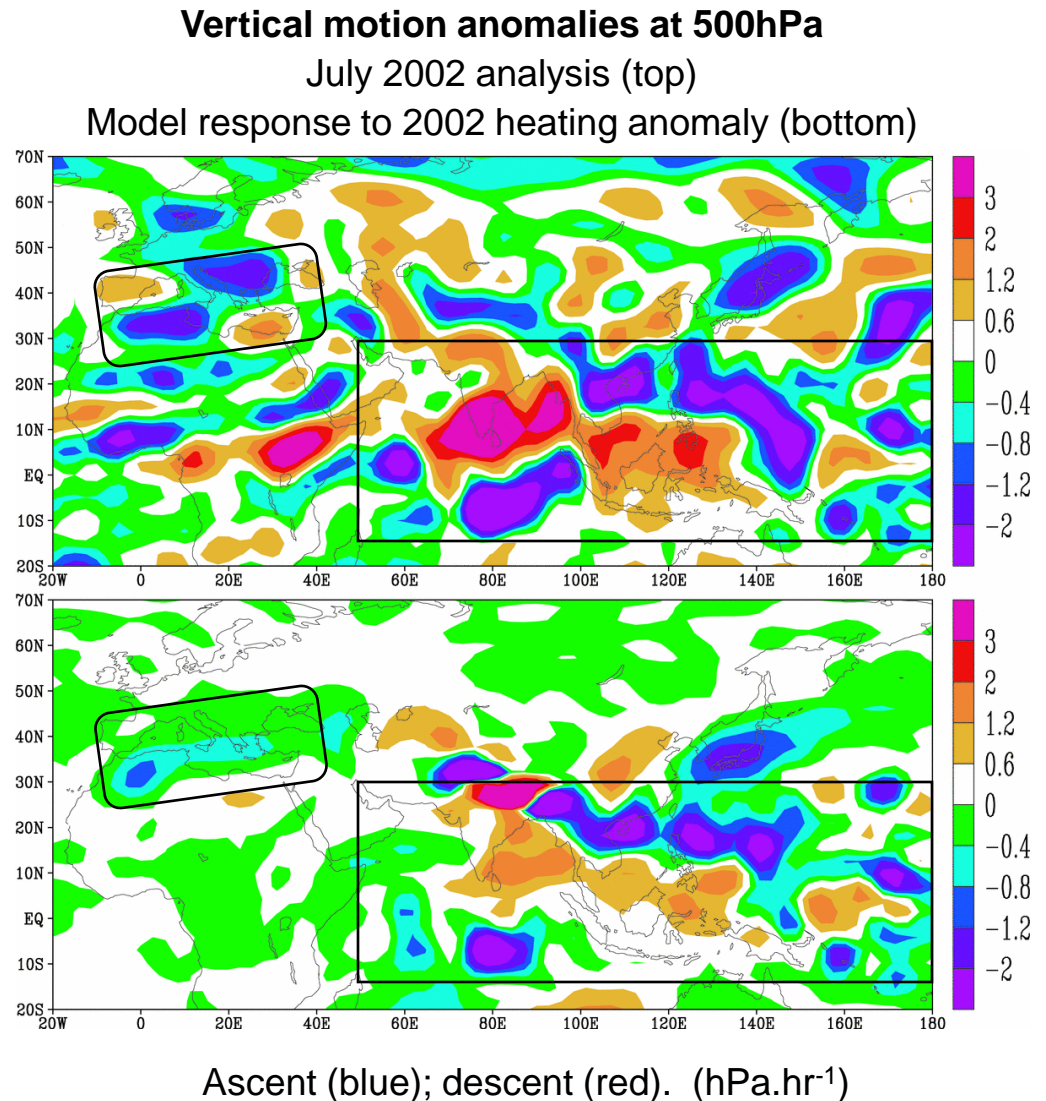 Vertical motion anomalies at 500hPa
July 2002 analysis (top)
Model response to 2002 heating anomaly (bottom)
70N
60N
50N
40N
30N
20N
10N
EQ
10S
20S
20W 0 20E 40E 60E 80E 100E 120E 140E 160E 180
3
2
1.2
0.6
0
−0.4
−0.8
−1.2
−2
70N
60N
50N
40N
30N
20N
10N
EQ
10S
20S
20W 0 20E 40E 60E 80E 100E 120E 140E 160E 180
3
2
1.2
0.6
0
−0.4
−0.8
−1.2
−2
Ascent (blue); descent (red). (hPa.hr⁻¹)